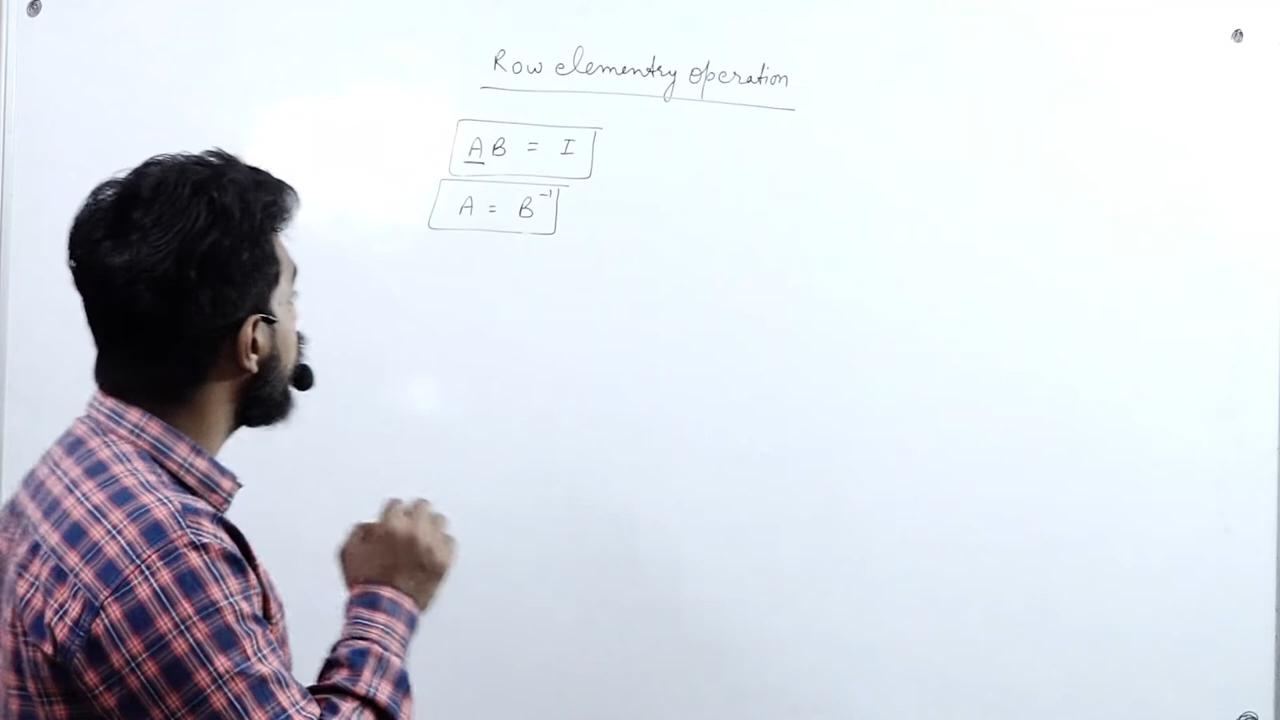 Row elementry operation
AB = I
A = B⁻¹